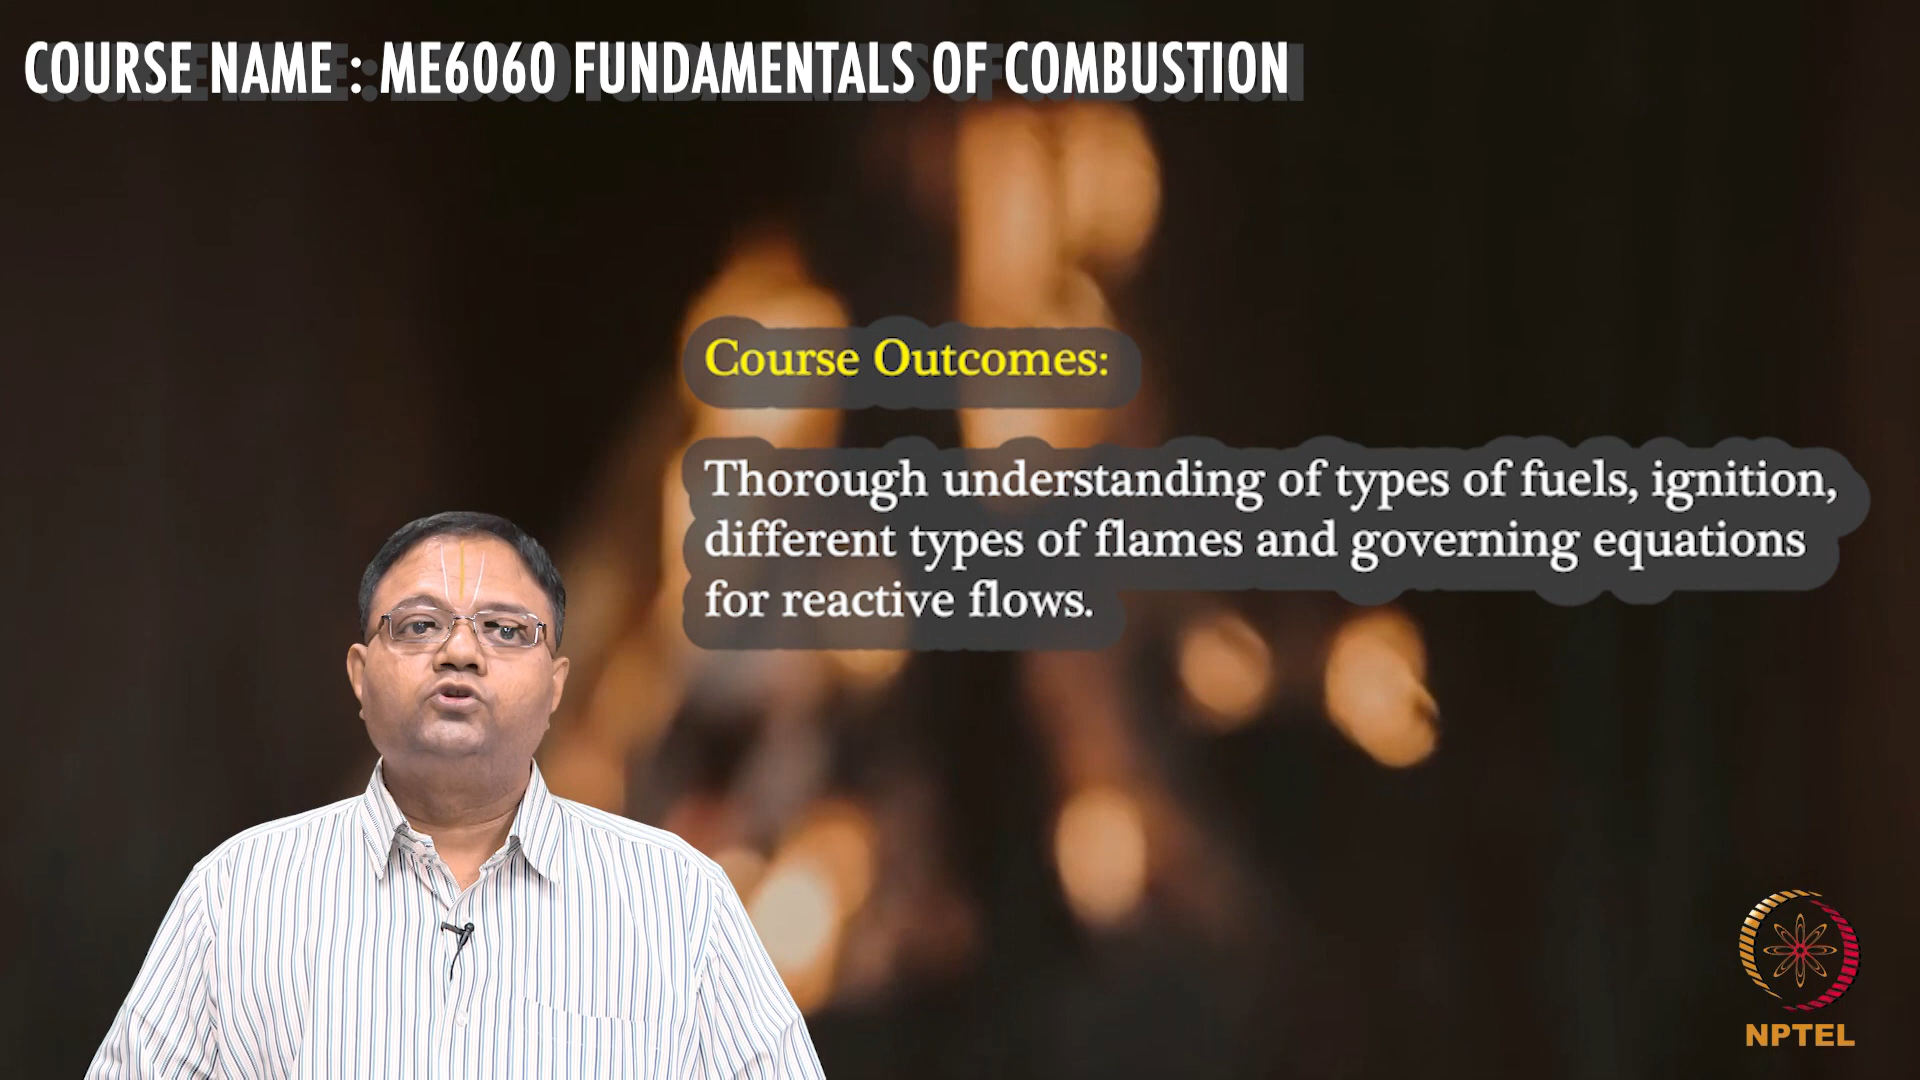 COURSE NAME : ME6060 FUNDAMENTALS OF COMBUSTION
Course Outcomes:
Thorough understanding of types of fuels, ignition,
different types of flames and governing equations
for reactive flows.
NPTEL